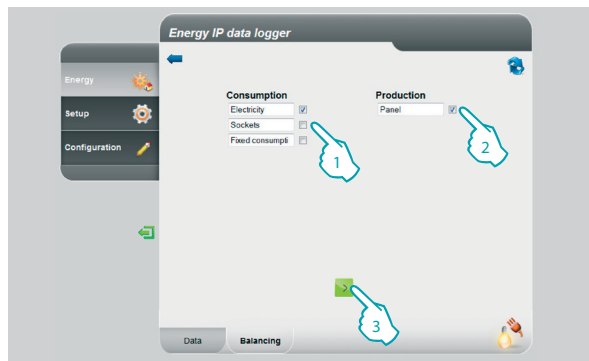 Energy IP data logger
Energy
Setup
Configuration
Consumption
Electricity
Sockets
Fixed consumpti
Production
Panel
1
2
3
Data
Balancing